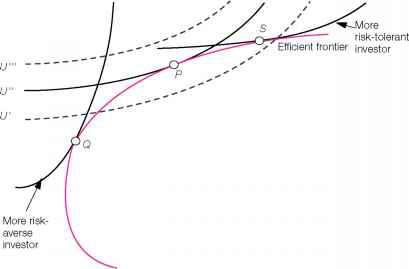 S
More
risk-tolerant
investor
Efficient frontier
U'''
P
U''
U'
Q
More risk-
averse
investor